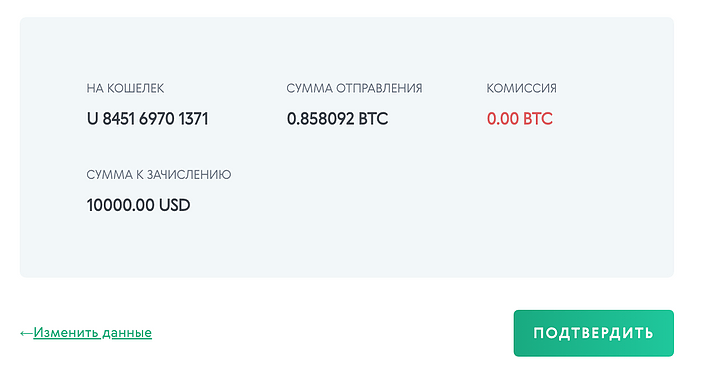 НА КОШЕЛЕК
U 8451 6970 1371
СУММА ОТПРАВЛЕНИЯ
0.858092 BTC
КОМИССИЯ
0.00 BTC
СУММА К ЗАЧИСЛЕНИЮ
10000.00 USD
←Изменить данные
ПОДТВЕРДИТЬ